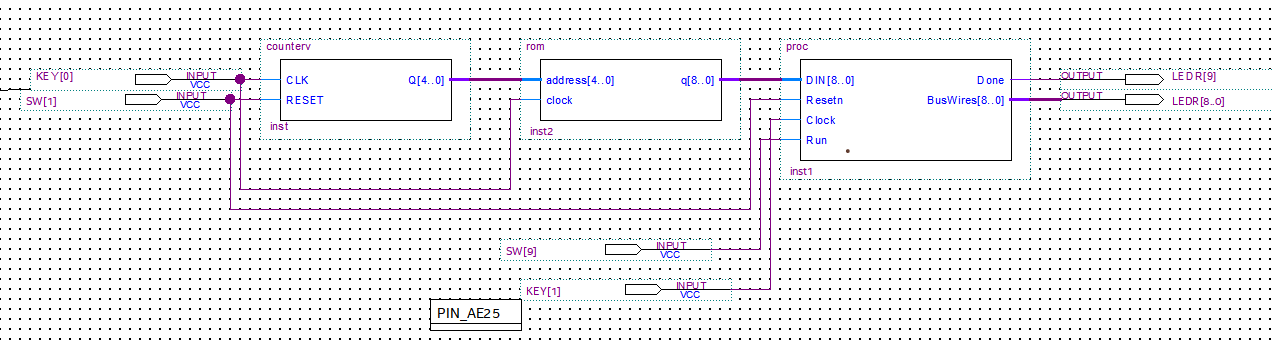 counterv
rom
proc
KEY[0]
INPUT
VCC
CLK
Q[4..0]
address[4..0]
q[8..0]
DIN[8..0]
Done
OUTPUT
LEDR[9]
SW[1]
INPUT
VCC
RESET
clock
Resetn
BusWires[8..0]
OUTPUT
LEDR[8..0]
Clock
inst
inst2
Run
inst1
SW[9]
INPUT
VCC
KEY[1]
INPUT
VCC
PIN_AE25